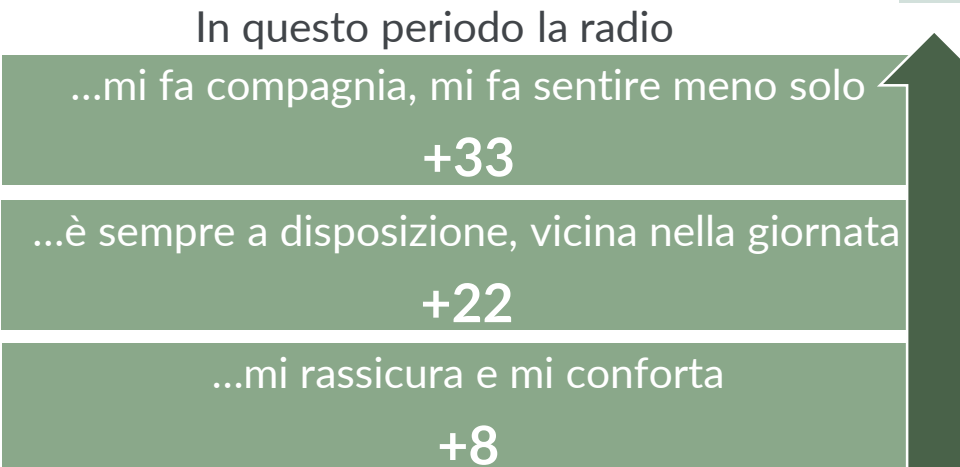 In questo periodo la radio
...mi fa compagnia, mi fa sentire meno solo
+33
...è sempre a disposizione, vicina nella giornata
+22
...mi rassicura e mi conforta
+8